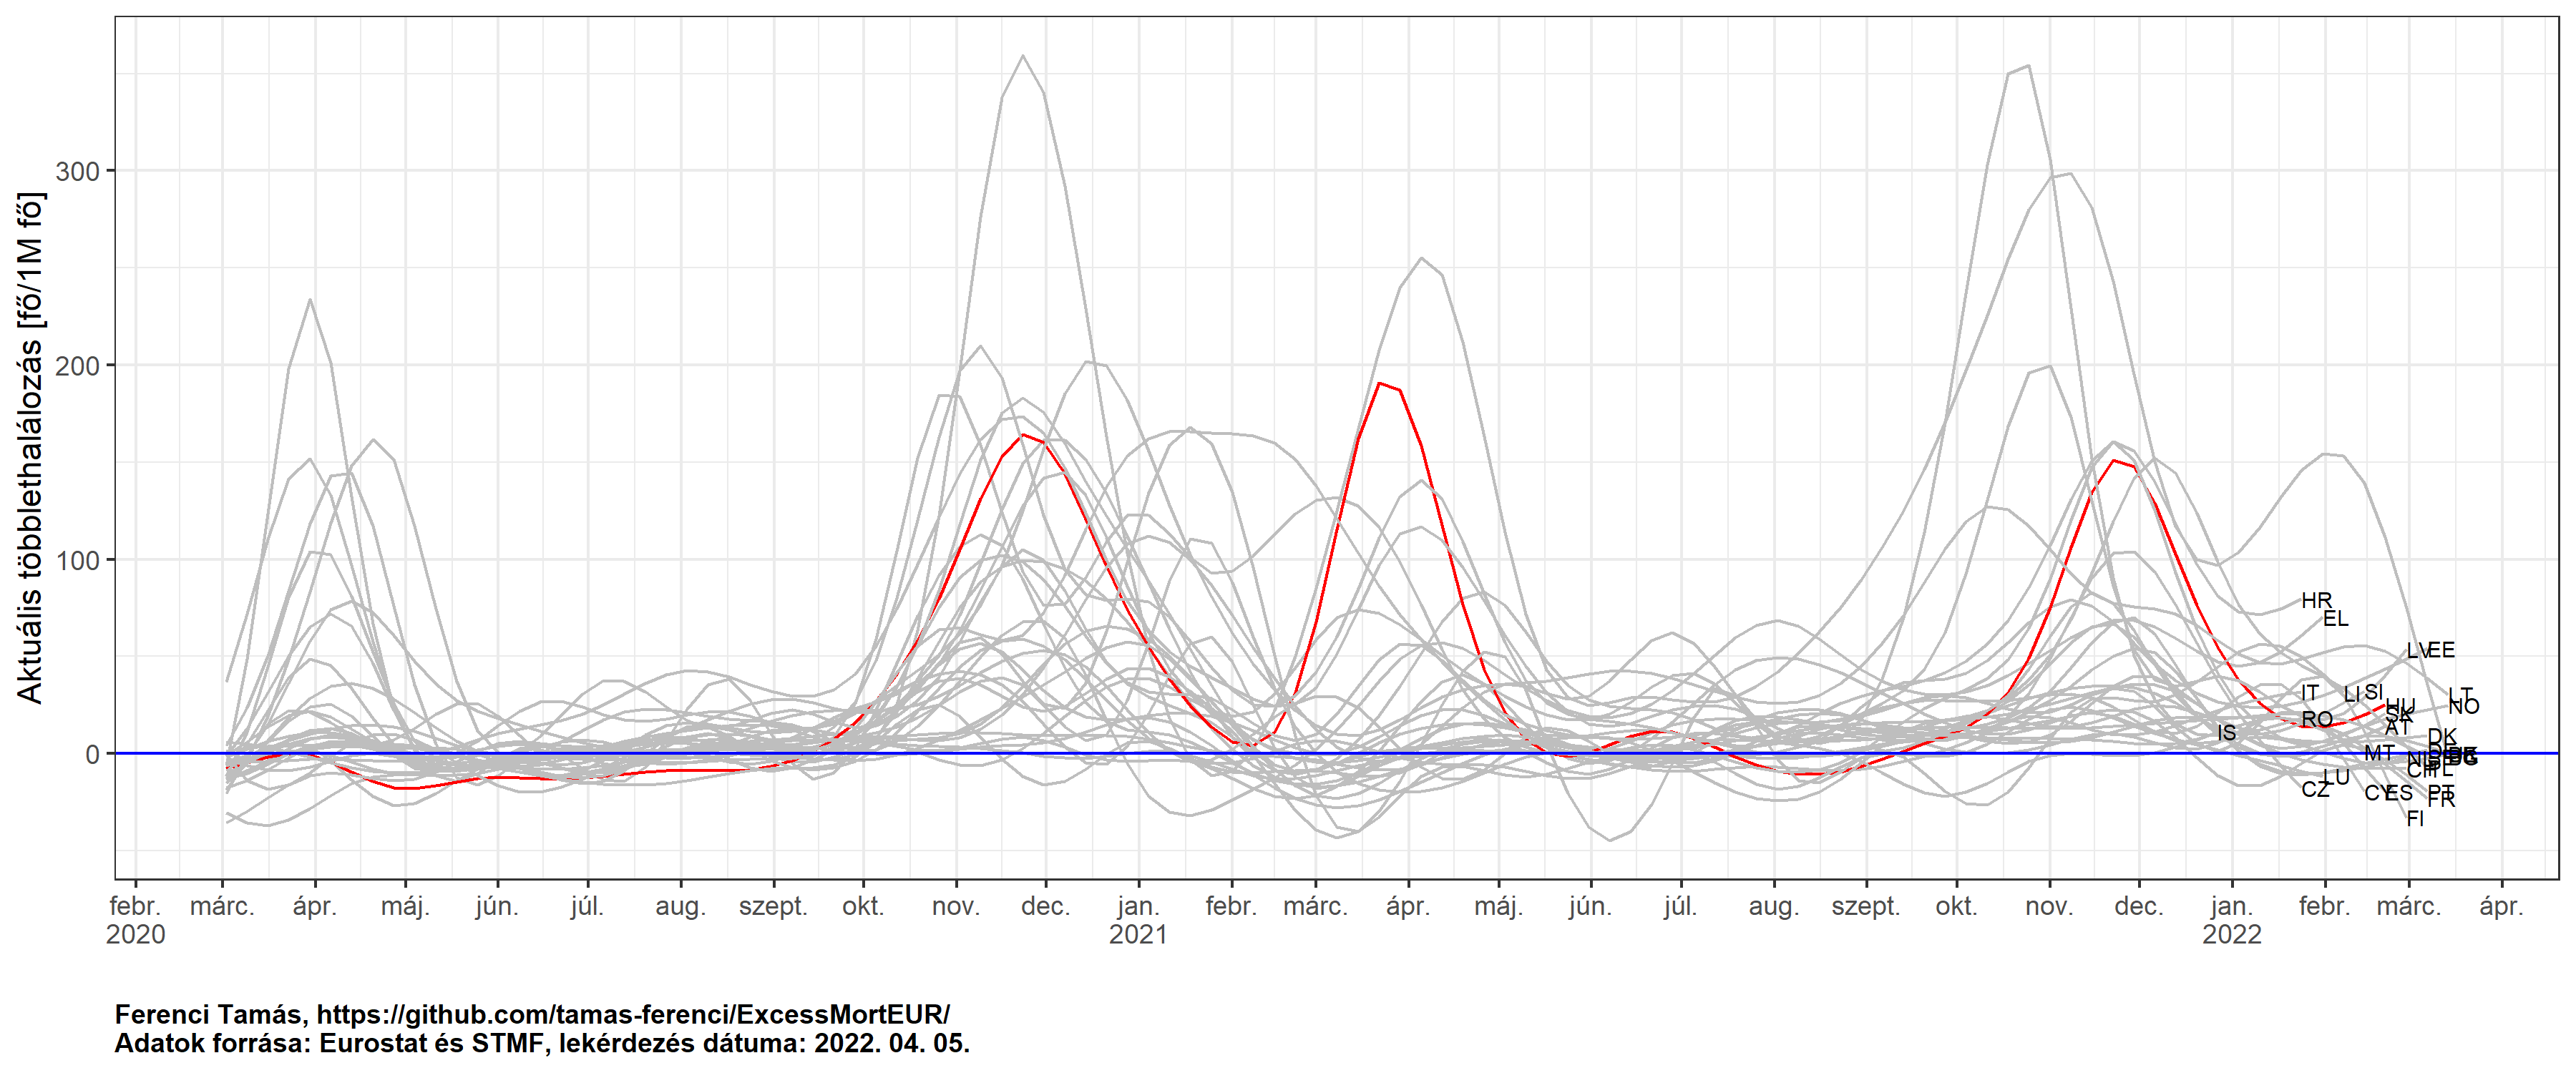 Aktuális többlethalálozás [fő/1M fő]
300
200
100
0
HR
EL
LV
EE
IT
LI
SI
LT
HU
NO
SK
RO
AT
IS
DK
MT
CH
LU
CZ
CY
ES
PT
FR
FI
febr. márc. ápr. máj. jún. júl. aug. szept. okt. nov. dec. jan. febr. márc. ápr. máj. jún. júl. aug. szept. okt. nov. dec. jan. febr. márc. ápr.
2020 2021 2022
Ferenci Tamás, https://github.com/tamas-ferenci/ExcessMortEUR/
Adatok forrása: Eurostat és STMF, lekérdezés dátuma: 2022. 04. 05.